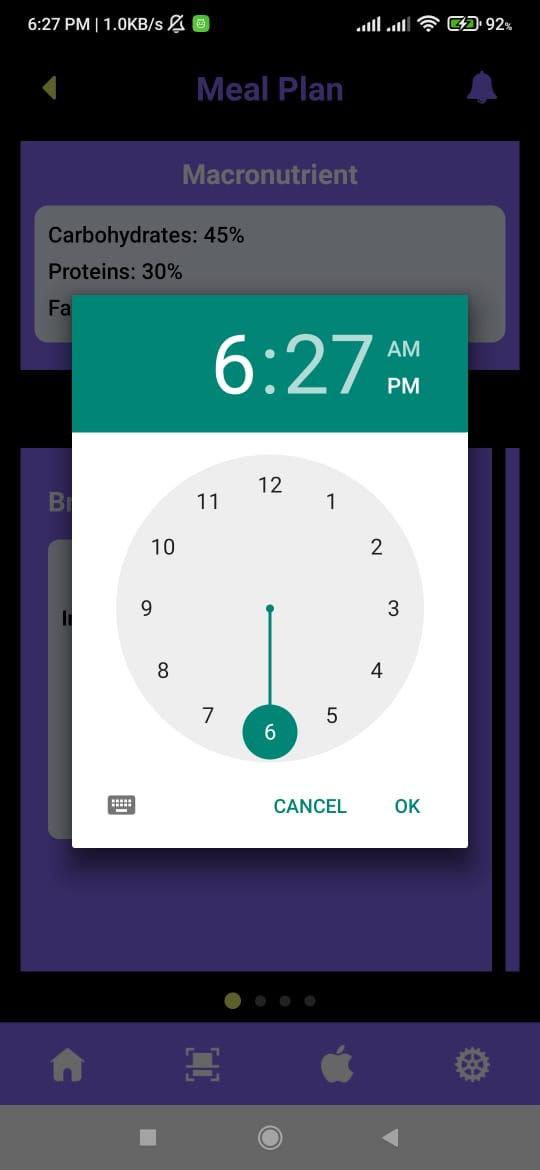 6:27 PM | 1.0KB/s 92%
Meal Plan
Macronutrient
Carbohydrates: 45%
Proteins: 30%
6:27
AM
PM
12
11 1
10 2
9 3
8 4
7 5
6
CANCEL OK